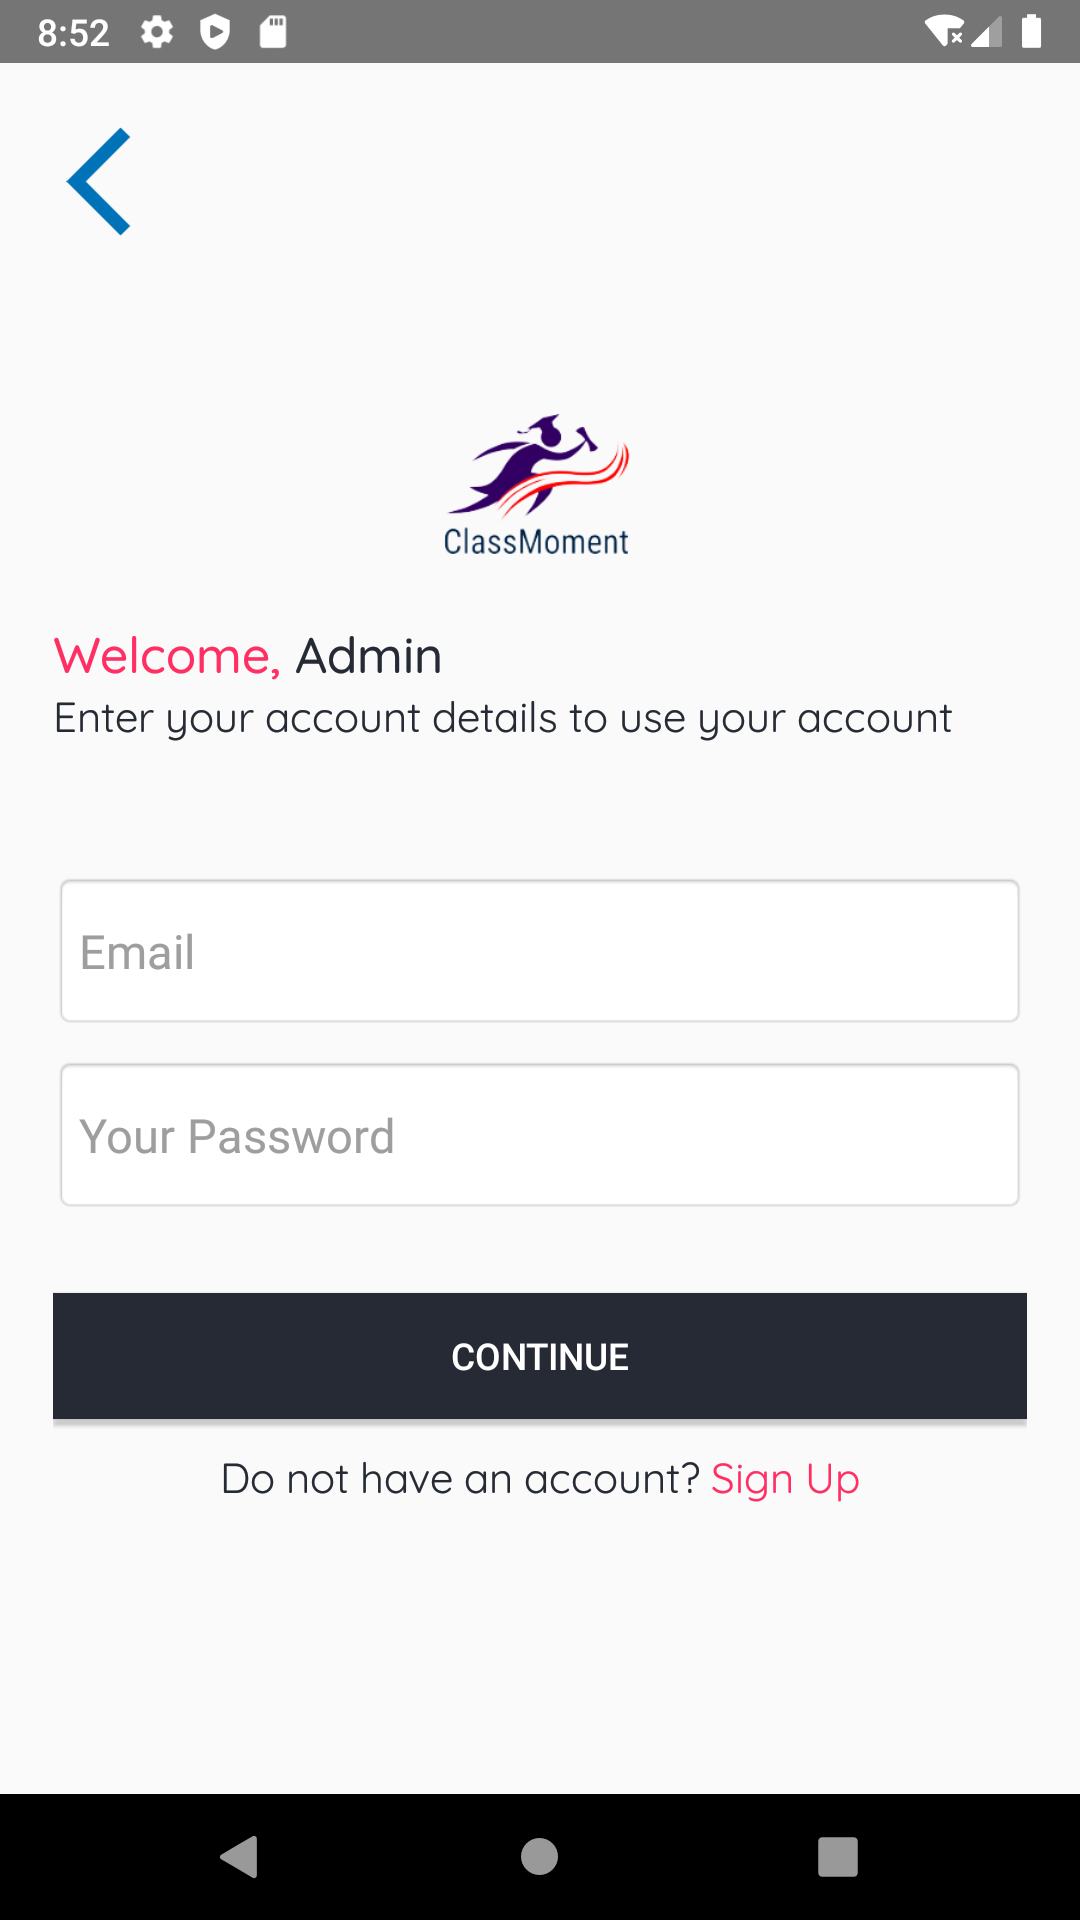 8:52
ClassMoment
Welcome, Admin
Enter your account details to use your account
Email
Your Password
CONTINUE
Do not have an account? Sign Up